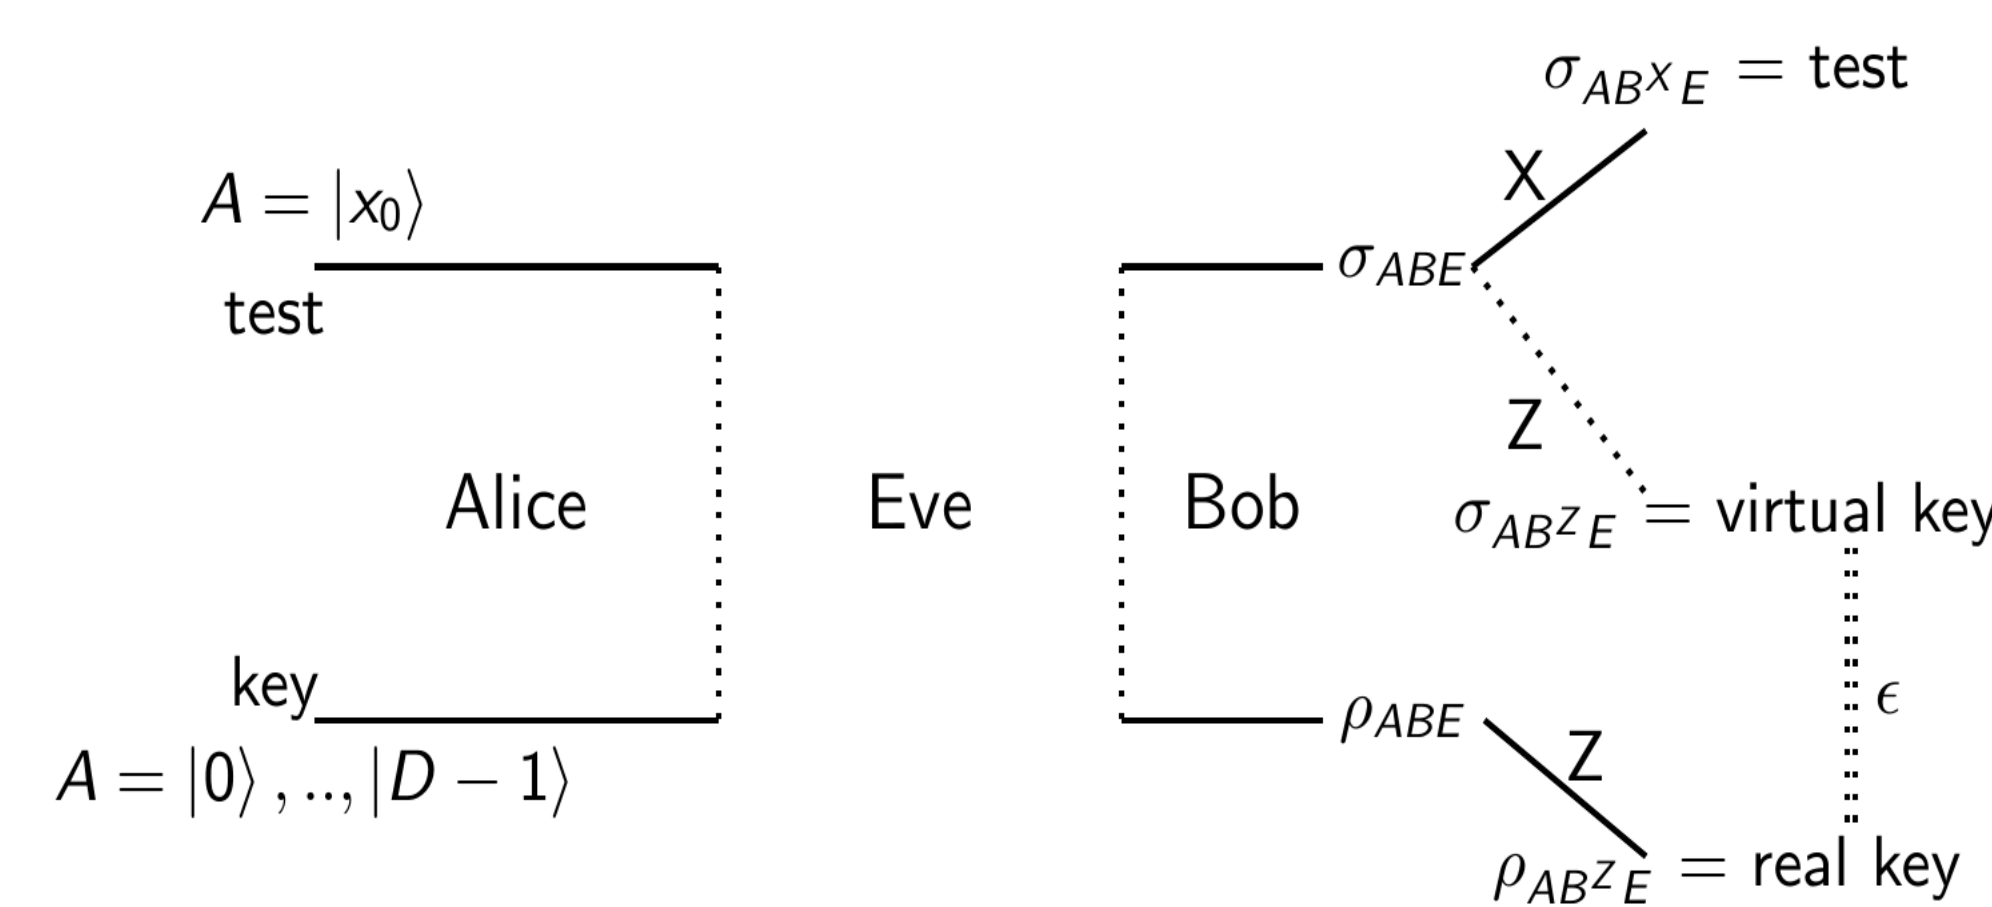 σ_{AB^X E} = test
X
A = |x₀⟩
σ_{ABE}
test
Z
Alice Eve Bob
σ_{AB^Z E} = virtual key
key
ϵ
ρ_{ABE}
Z
A = |0⟩ , .., |D − 1⟩
ρ_{AB^Z E} = real key